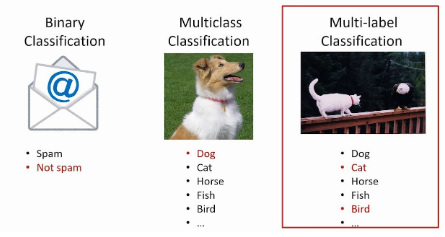 Binary
Classification
@
• Spam
• Not spam
Multiclass
Classification
• Dog
• Cat
• Horse
• Fish
• Bird
• ...
Multi-label
Classification
• Dog
• Cat
• Horse
• Fish
• Bird
• ...